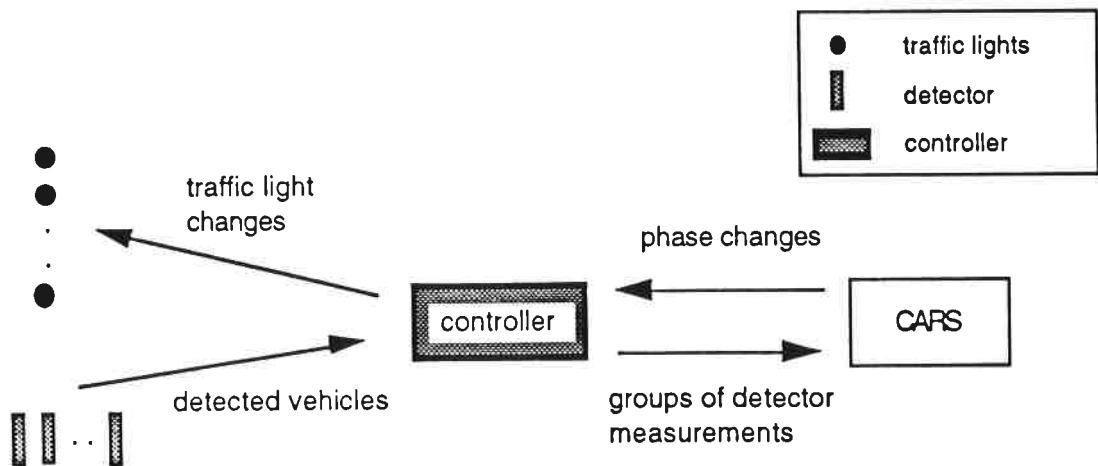 traffic lights
detector
controller
traffic light
changes
phase changes
controller
CARS
detected vehicles
groups of detector
measurements